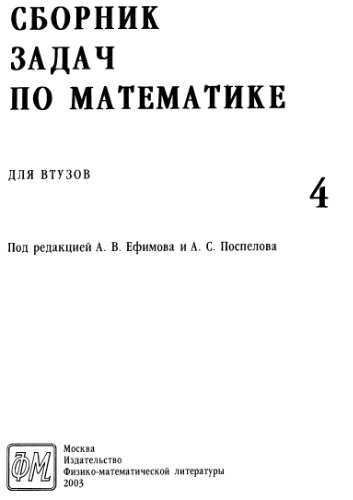 СБОРНИК
ЗАДАЧ
ПО МАТЕМАТИКЕ
ДЛЯ ВТУЗОВ
4
Под редакцией А. В. Ефимова и А. С. Поспелова
ФМ
Москва
Издательство
Физико-математической литературы
2003